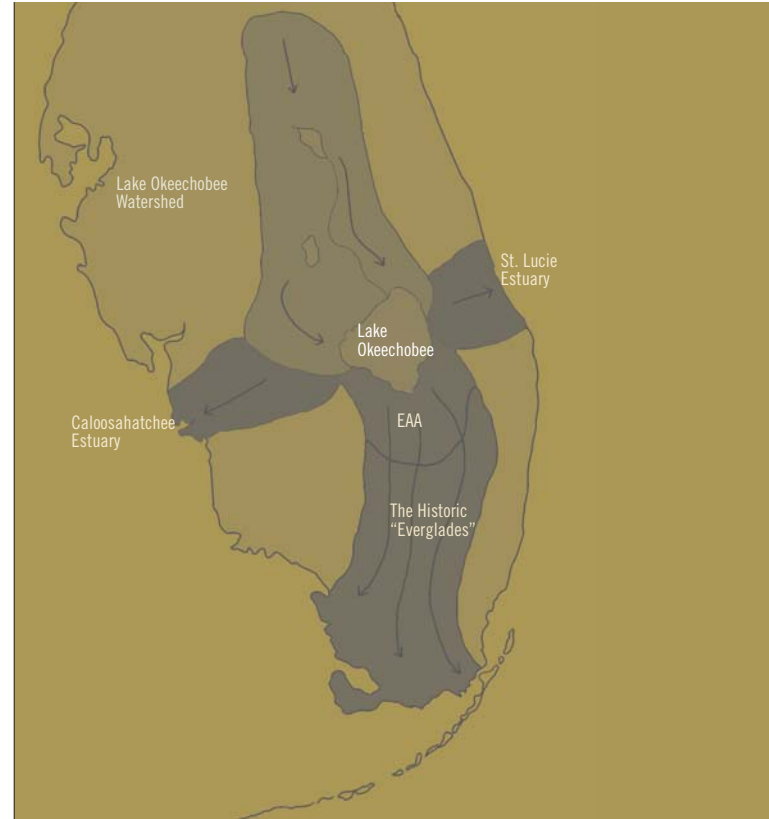 Lake Okeechobee
Watershed
St. Lucie
Estuary
Lake
Okeechobee
Caloosahatchee
Estuary
EAA
The Historic
“Everglades”